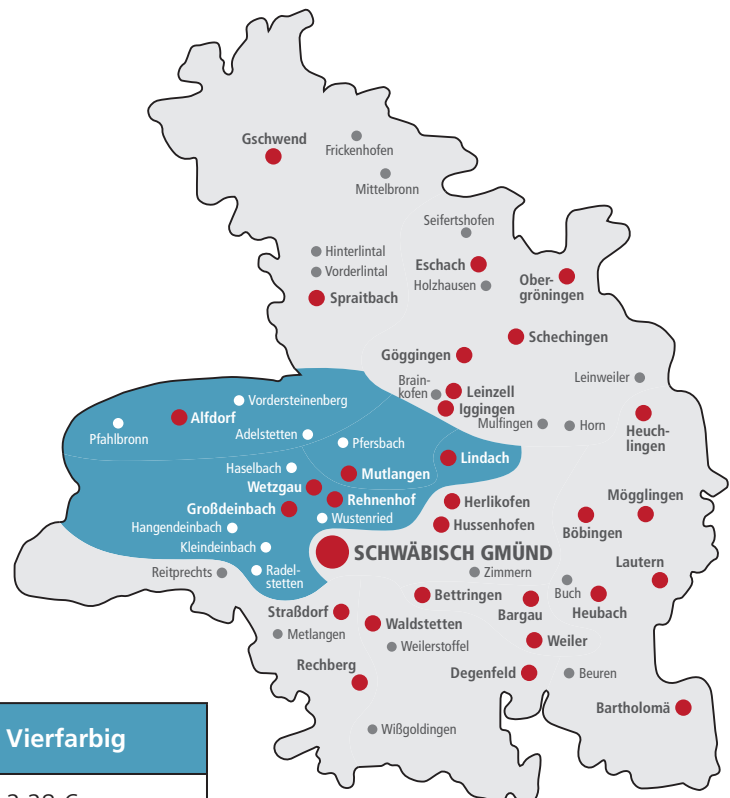 Gschwend
Frickenhofen
Mittelbronn
Seifertshofen
Hinterlintal
Vorderlintal
Eschach
Holzhausen
Ober-
gröningen
Spraitbach
Schechingen
Göggingen
Leinweiler
Brain-
kofen
Leinzell
Iggingen
Vordersteinenberg
Alfdorf
Mulfingen
Horn
Heuch-
lingen
Pfahlbronn
Adelstetten
Pfersbach
Lindach
Haselbach
Mutlangen
Wetzgau
Rehnenhof
Herlikofen
Mögglingen
Großdeinbach
Wustenried
Hussenhofen
Böbingen
Hangendeinbach
Kleindeinbach
SCHWÄBISCH GMÜND
Lautern
Reitprechts
Radel-
stetten
Zimmern
Buch
Bettringen
Bargau
Heubach
Straßdorf
Waldstetten
Metlangen
Weilerstoffel
Weiler
Rechberg
Degenfeld
Beuren
Bartholomä
Wißgoldingen
Vierfarbig